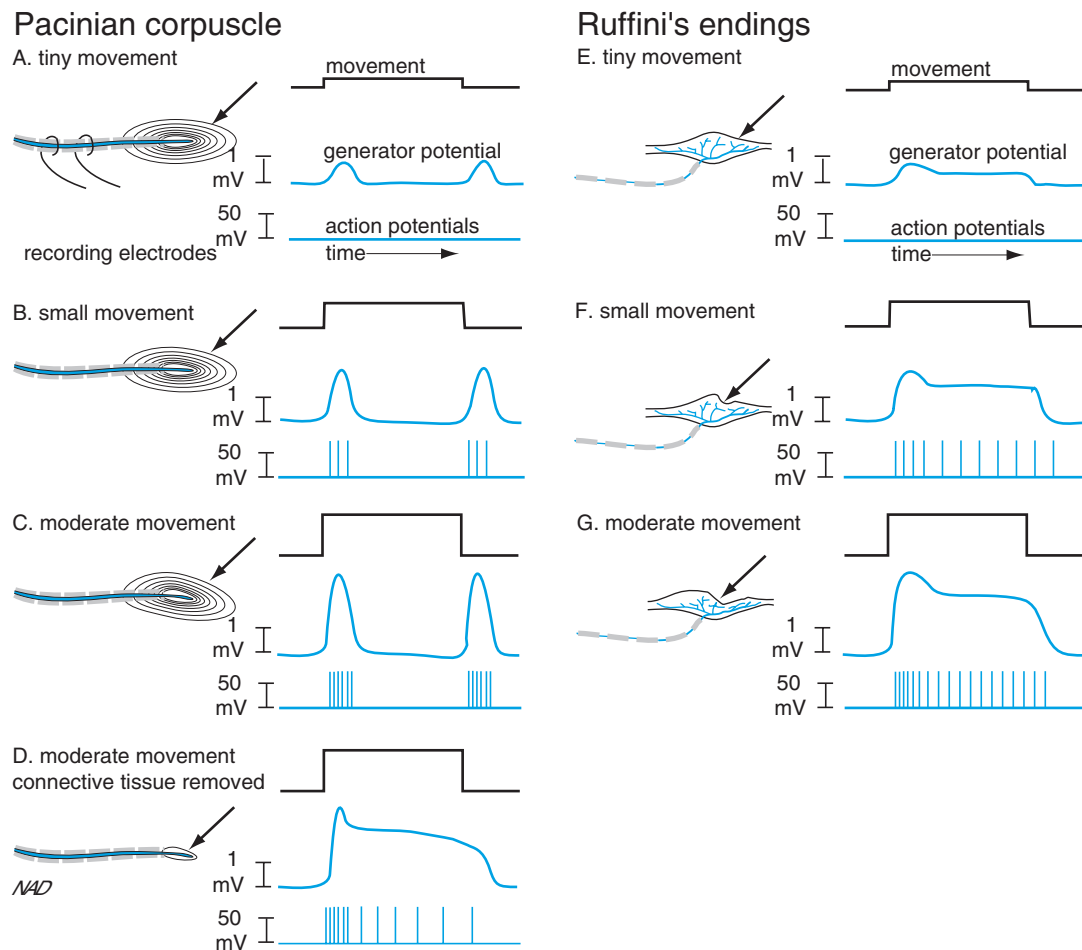 Pacinian corpuscle
A. tiny movement
movement
1
mV
generator potential
50
mV
action potentials
recording electrodes
time
B. small movement
1
mV
50
mV
C. moderate movement
1
mV
50
mV
D. moderate movement
connective tissue removed
1
mV
NAD
50
mV
Ruffini's endings
E. tiny movement
movement
1
mV
generator potential
50
mV
action potentials
time
F. small movement
1
mV
50
mV
G. moderate movement
1
mV
50
mV